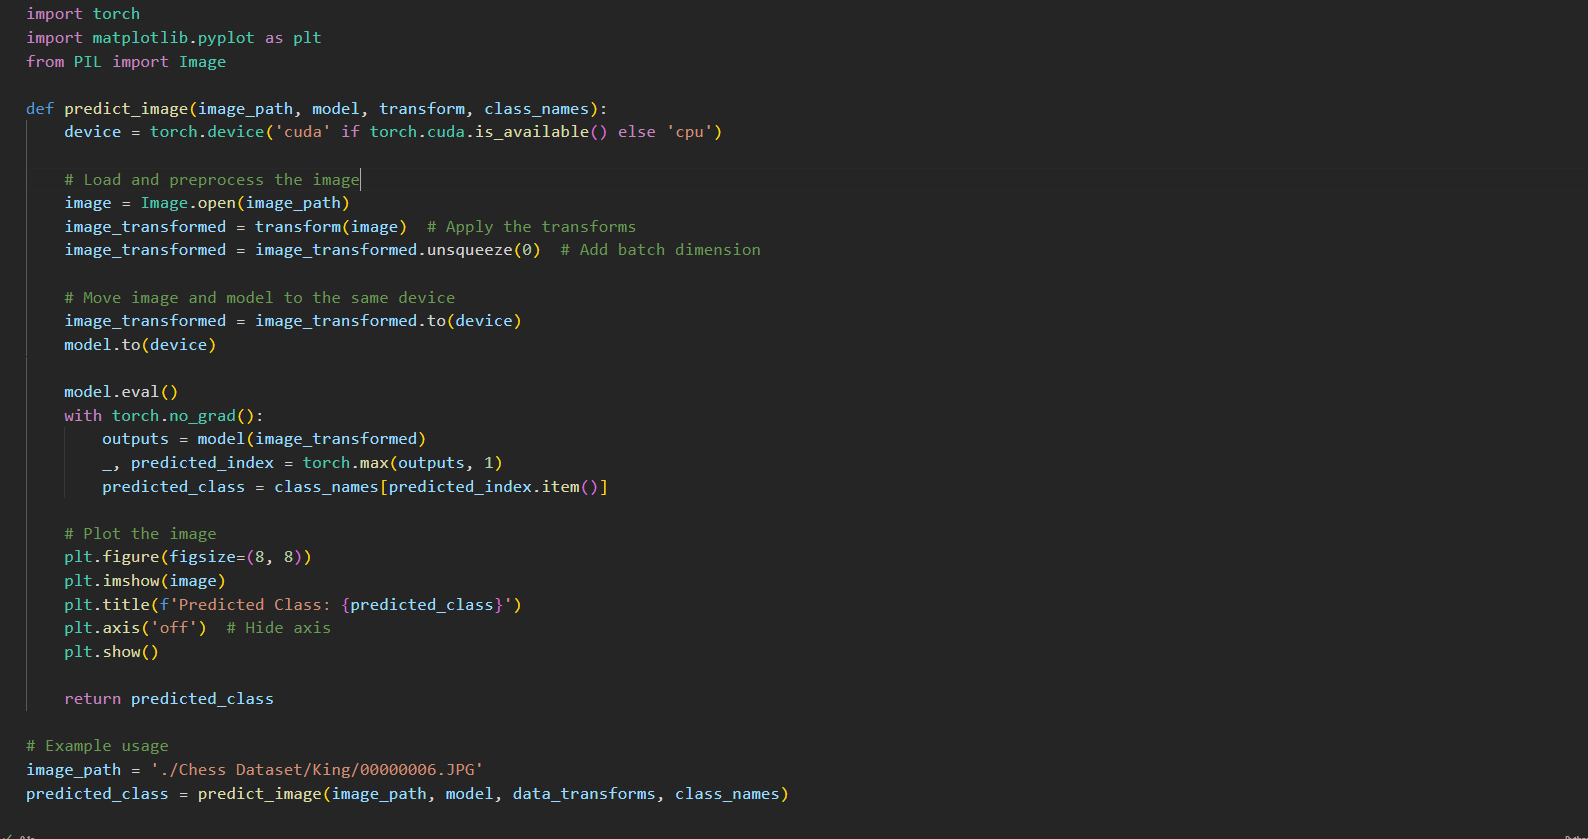 import torch
import matplotlib.pyplot as plt
from PIL import Image

def predict_image(image_path, model, transform, class_names):
    device = torch.device('cuda' if torch.cuda.is_available() else 'cpu')

    # Load and preprocess the image
    image = Image.open(image_path)
    image_transformed = transform(image)  # Apply the transforms
    image_transformed = image_transformed.unsqueeze(0)  # Add batch dimension

    # Move image and model to the same device
    image_transformed = image_transformed.to(device)
    model.to(device)

    model.eval()
    with torch.no_grad():
        outputs = model(image_transformed)
        _, predicted_index = torch.max(outputs, 1)
        predicted_class = class_names[predicted_index.item()]

    # Plot the image
    plt.figure(figsize=(8, 8))
    plt.imshow(image)
    plt.title(f'Predicted Class: {predicted_class}')
    plt.axis('off')  # Hide axis
    plt.show()

    return predicted_class

# Example usage
image_path = './Chess Dataset/King/00000006.JPG'
predicted_class = predict_image(image_path, model, data_transforms, class_names)